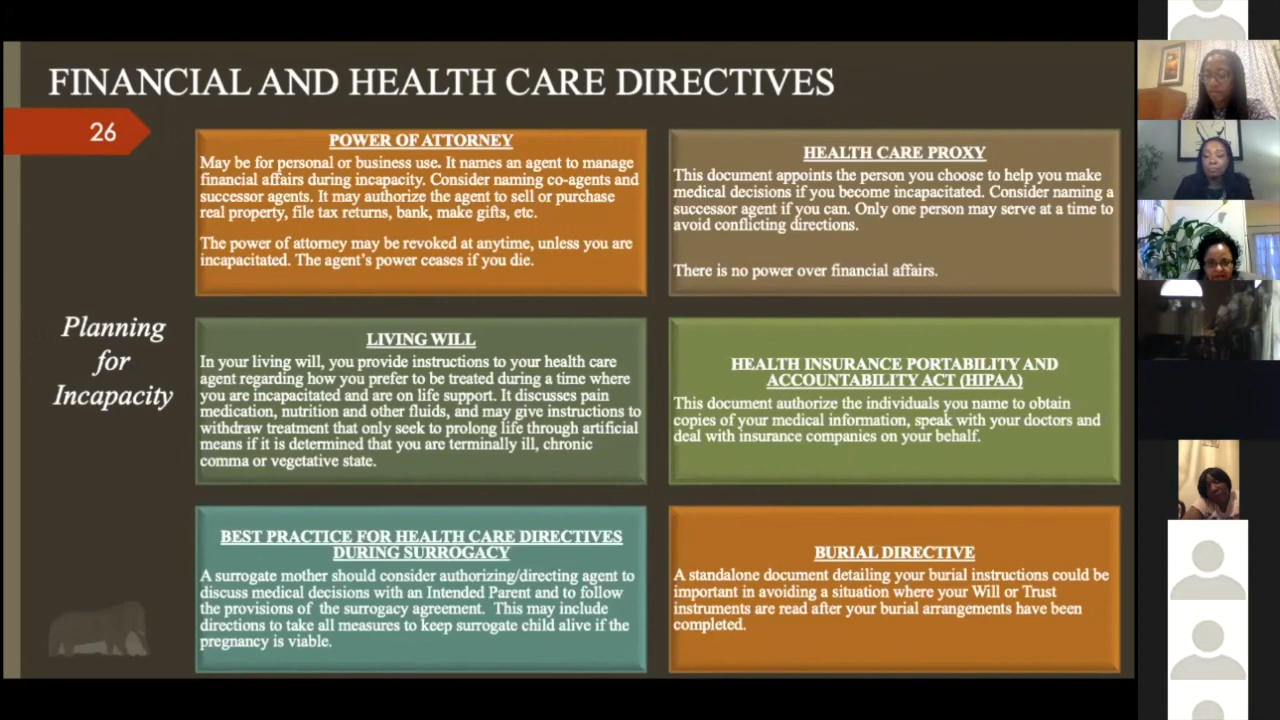 FINANCIAL AND HEALTH CARE DIRECTIVES
26
Planning
for
Incapacity
POWER OF ATTORNEY
May be for personal or business use. It names an agent to manage
financial affairs during incapacity. Consider naming co-agents and
successor agents. It may authorize the agent to sell or purchase
real property, file tax returns, bank, make gifts, etc.
The power of attorney may be revoked at anytime, unless you are
incapacitated. The agent's power ceases if you die.
HEALTH CARE PROXY
This document appoints the person you choose to help you make
medical decisions if you become incapacitated. Consider naming a
successor agent if you can. Only one person may serve at a time to
avoid conflicting directions.
There is no power over financial affairs.
LIVING WILL
In your living will, you provide instructions to your health care
agent regarding how you prefer to be treated during a time where
you are incapacitated and are on life support. It discusses pain
medication, nutrition and other fluids, and may give instructions to
withdraw treatment that only seek to prolong life through artificial
means if it is determined that you are terminally ill, chronic
comma or vegetative state.
HEALTH INSURANCE PORTABILITY AND
ACCOUNTABILITY ACT (HIPAA)
This document authorize the individuals you name to obtain
copies of your medical information, speak with your doctors and
deal with insurance companies on your behalf.
BEST PRACTICE FOR HEALTH CARE DIRECTIVES
DURING SURROGACY
A surrogate mother should consider authorizing/directing agent to
discuss medical decisions with an Intended Parent and to follow
the provisions of the surrogacy agreement. This may include
directions to take all measures to keep surrogate child alive if the
pregnancy is viable.
BURIAL DIRECTIVE
A standalone document detailing your burial instructions could be
important in avoiding a situation where your Will or Trust
instruments are read after your burial arrangements have been
completed.